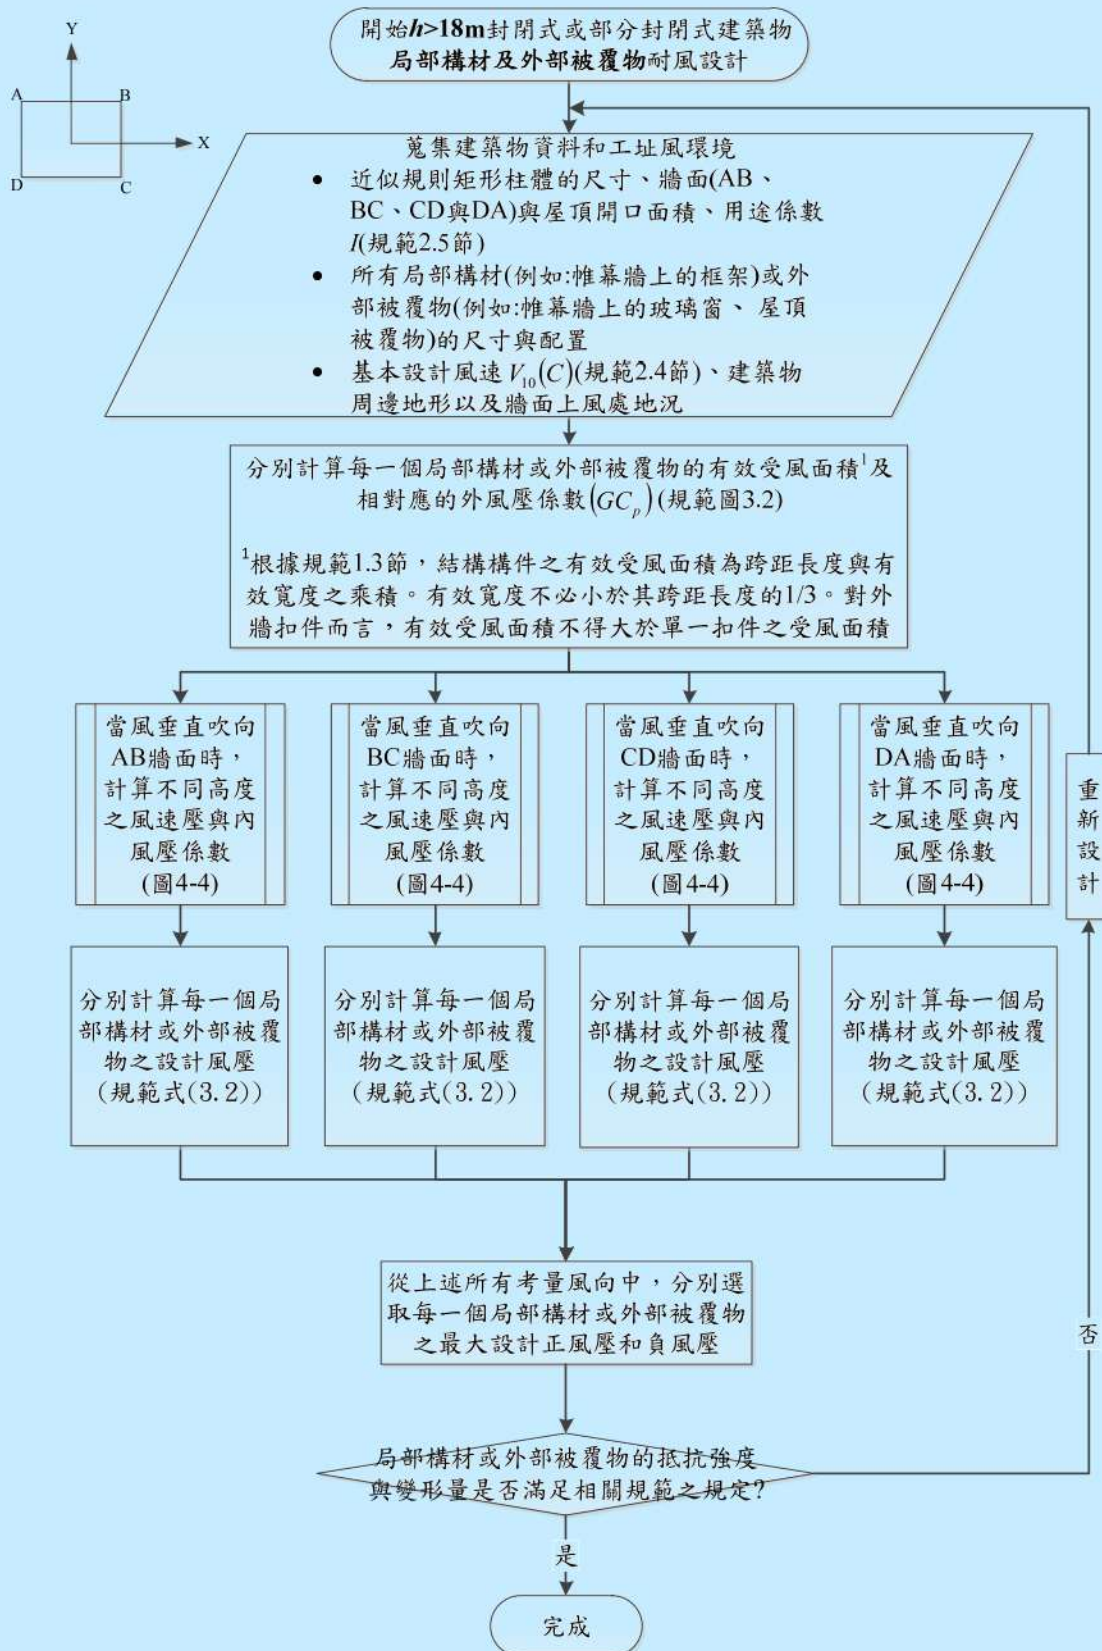 開始h>18m封閉式或部分封閉式建築物
局部構材及外部被覆物耐風設計
Y
A
B
X
D
C
蒐集建築物資料和工址風環境
• 近似規則矩形柱體的尺寸、牆面(AB、
BC、CD與DA)與屋頂開口面積、用途係數
I(規範2.5節)
• 所有局部構材(例如:帷幕牆上的框架)或外
部被覆物(例如:帷幕牆上的玻璃窗、 屋頂
被覆物)的尺寸與配置
• 基本設計風速 V10(C)(規範2.4節)、建築物
周邊地形以及牆面上風處地況
分別計算每一個局部構材或外部被覆物的有效受風面積1及
相對應的外風壓係數(GCp)(規範圖3.2)
1根據規範1.3節，結構構件之有效受風面積為跨距長度與有
效寬度之乘積。有效寬度不必小於其跨距長度的1/3。對外
牆扣件而言，有效受風面積不得大於單一扣件之受風面積
當風垂直吹向
AB牆面時，
計算不同高度
之風速壓與內
風壓係數
(圖4-4)
當風垂直吹向
BC牆面時，
計算不同高度
之風速壓與內
風壓係數
(圖4-4)
當風垂直吹向
CD牆面時，
計算不同高度
之風速壓與內
風壓係數
(圖4-4)
當風垂直吹向
DA牆面時，
計算不同高度
之風速壓與內
風壓係數
(圖4-4)
重
新
設
計
分別計算每一個局
部構材或外部被覆
物之設計風壓
(規範式(3.2))
分別計算每一個局
部構材或外部被覆
物之設計風壓
(規範式(3.2))
分別計算每一個局
部構材或外部被覆
物之設計風壓
(規範式(3.2))
分別計算每一個局
部構材或外部被覆
物之設計風壓
(規範式(3.2))
從上述所有考量風向中，分別選
取每一個局部構材或外部被覆物
之最大設計正風壓和負風壓
否
局部構材或外部被覆物的抵抗強度
與變形量是否滿足相關規範之規定?
是
完成